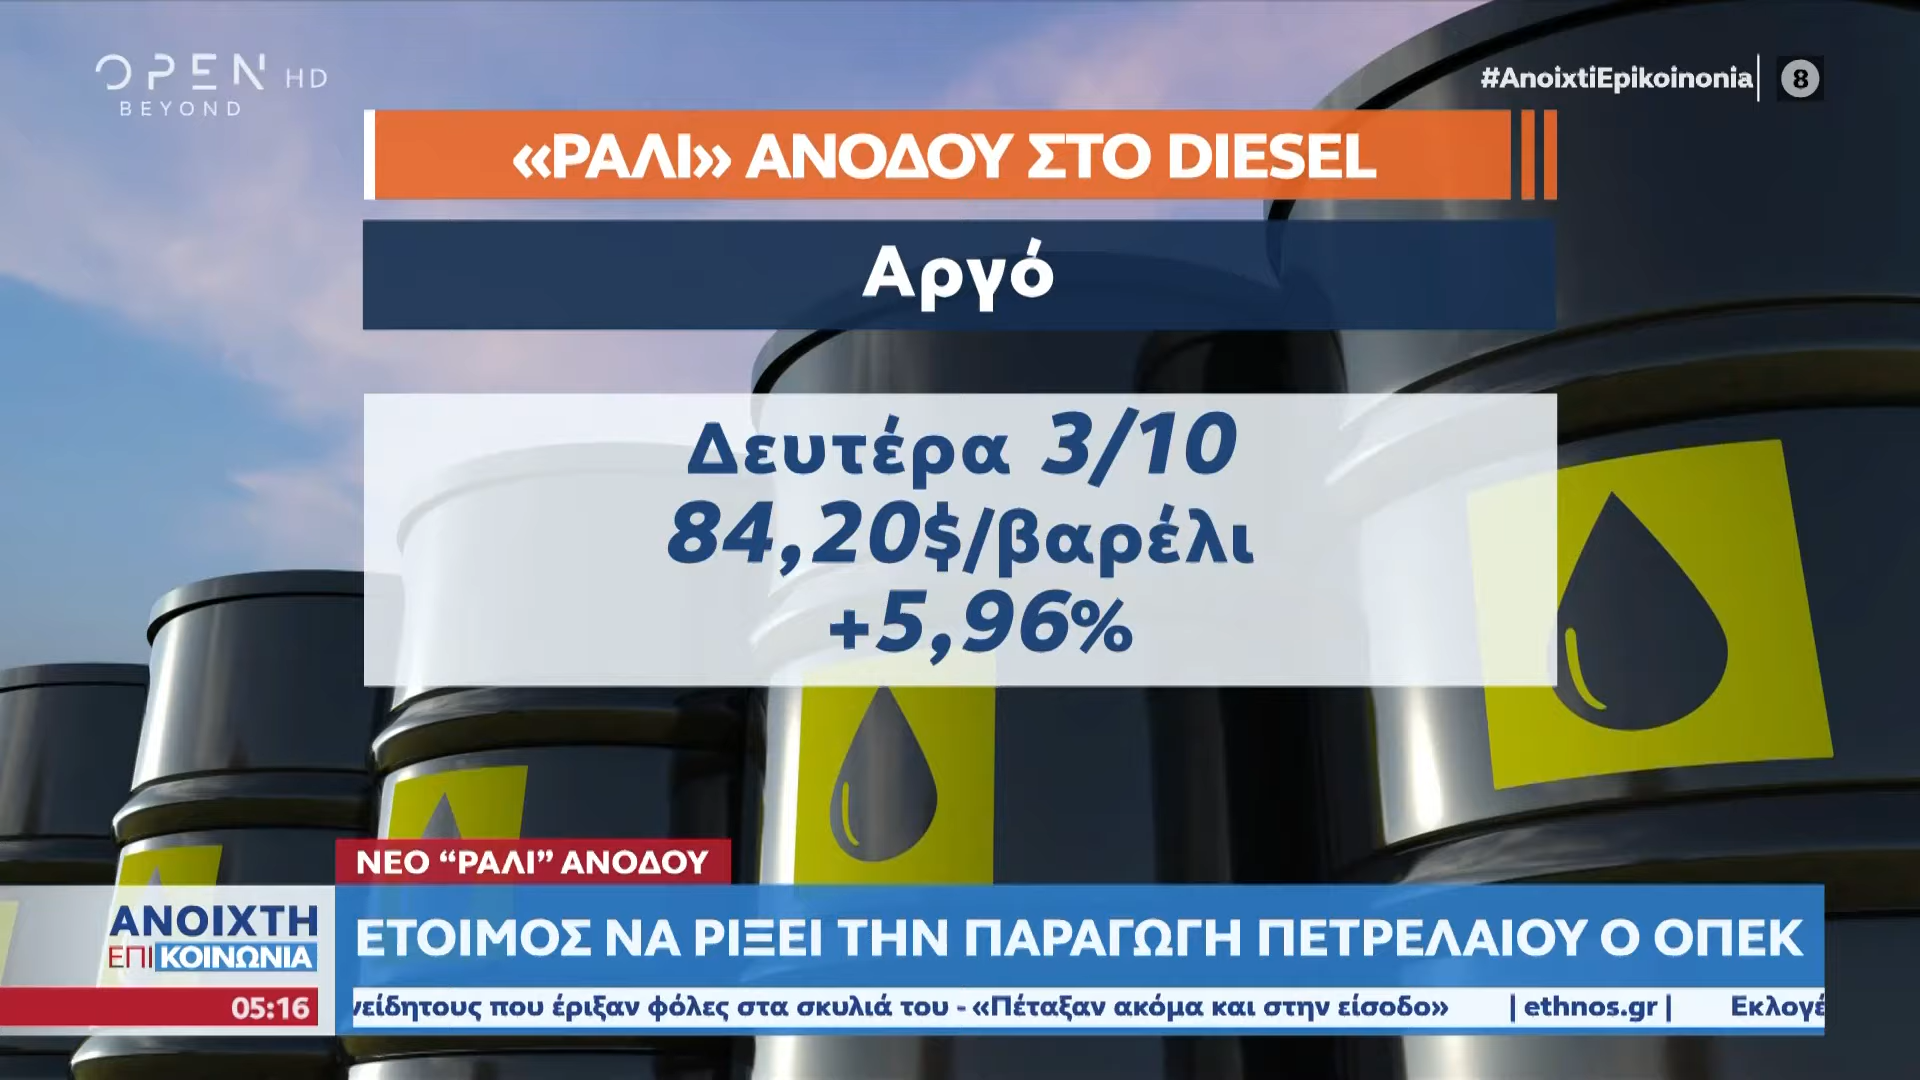 OPEN HD
BEYOND
#AnoixtiEpikoinonia
8
«ΡΑΛΙ» ΑΝΟΔΟΥ ΣΤΟ DIESEL
Αργό
Δευτέρα 3/10
84,20$/βαρέλι
+5,96%
ΝΕΟ “ΡΑΛΙ” ΑΝΟΔΟΥ
ΑΝΟΙΧΤΗ
ΕΠΙΚΟΙΝΩΝΙΑ
ΕΤΟΙΜΟΣ ΝΑ ΡΙΞΕΙ ΤΗΝ ΠΑΡΑΓΩΓΗ ΠΕΤΡΕΛΑΙΟΥ Ο ΟΠΕΚ
05:16
νείδητους που έριξαν φόλες στα σκυλιά του - «Πέταξαν ακόμα και στην είσοδο» | ethnos.gr | Εκλογέ